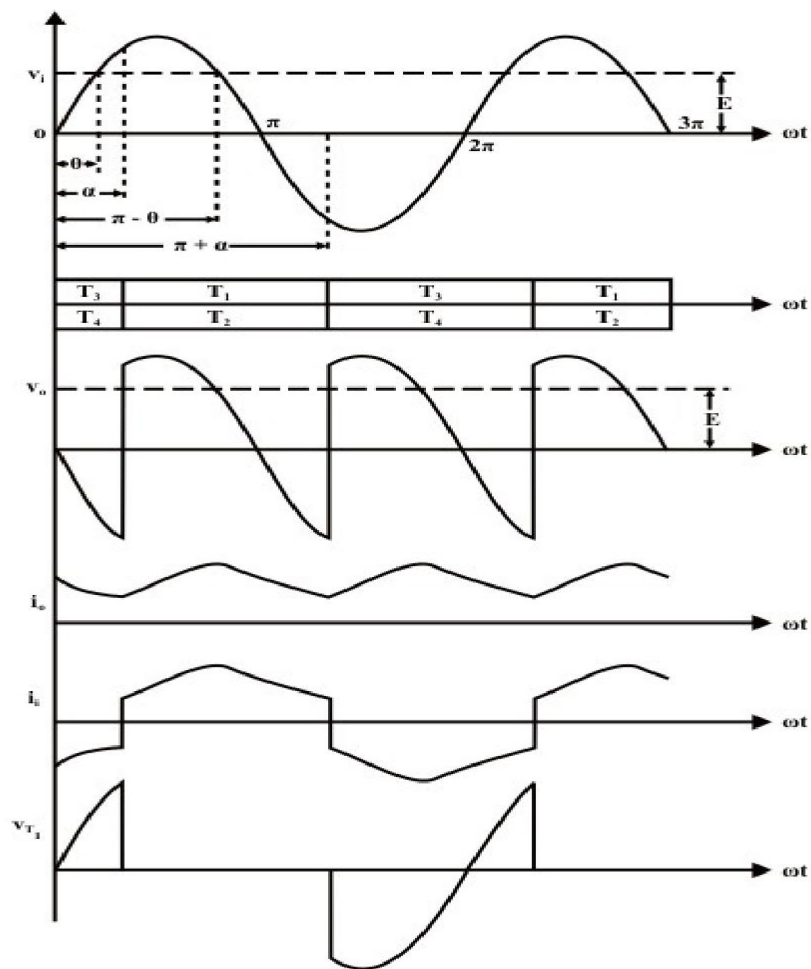 vᵢ
E
o
π
2π
3π
ωt
θ
α
π - θ
π + α
T₃ T₁ T₃ T₁
ωt
T₄ T₂ T₄ T₂
vₒ
E
ωt
iₒ
ωt
iᵢ
ωt
v_T₁
ωt